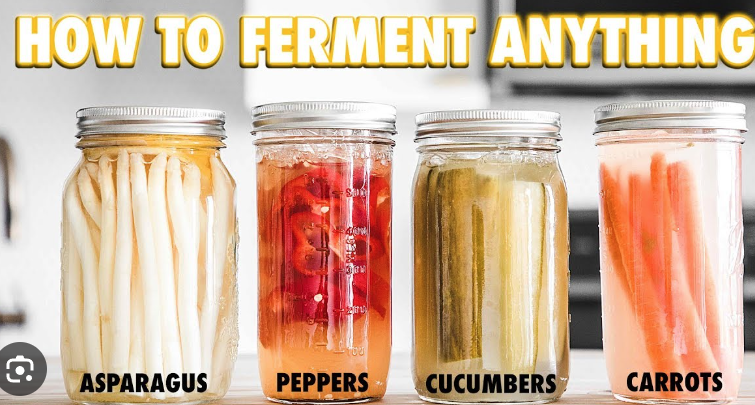 HOW TO FERMENT ANYTHING
ASPARAGUS
PEPPERS
CUCUMBERS
CARROTS